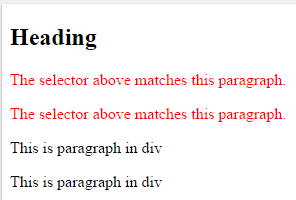 Heading
The selector above matches this paragraph.
The selector above matches this paragraph.
This is paragraph in div
This is paragraph in div